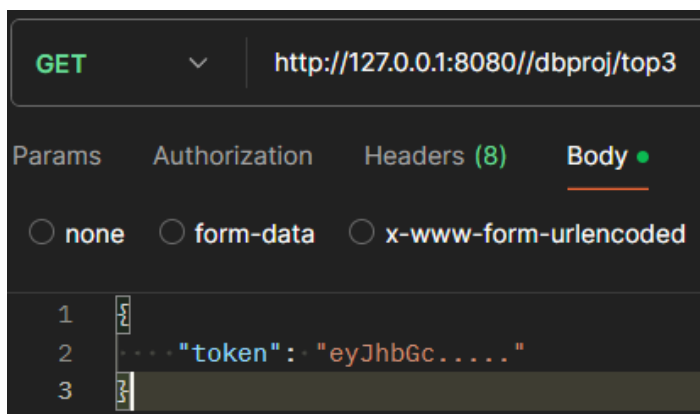 GET http://127.0.0.1:8080//dbproj/top3
Params Authorization Headers (8) Body
none form-data x-www-form-urlencoded
1 {
2 "token": "eyJhbGc....."
3 }